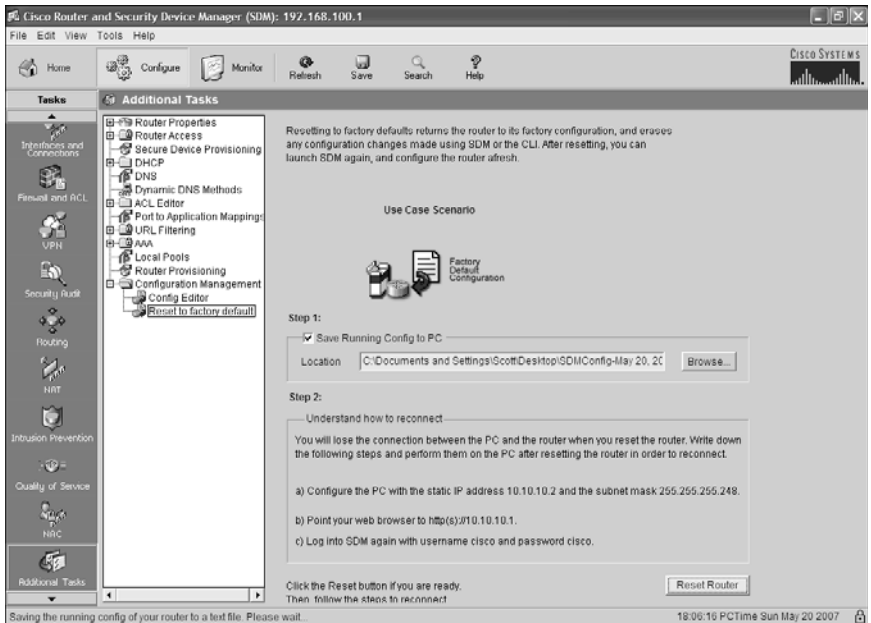 Cisco Router and Security Device Manager (SDM): 192.168.100.1
File Edit View Tools Help
Home Configure Monitor Refresh Save Search Help
CISCO SYSTEMS
Tasks
Interfaces and Connections
Firewall and ACL
VPN
Security Audit
Routing
NAT
Intrusion Prevention
Quality of Service
NAC
Additional Tasks
Additional Tasks
Router Properties
Router Access
Secure Device Provisioning
DHCP
DNS
Dynamic DNS Methods
ACL Editor
Port to Application Mappings
URL Filtering
AAA
Local Pools
Router Provisioning
Configuration Management
Config Editor
Reset to factory default
Resetting to factory defaults returns the router to its factory configuration, and erases
any configuration changes made using SDM or the CLI. After resetting, you can
launch SDM again, and configure the router afresh.
Use Case Scenario
Factory
Default
Configuration
Step 1:
Save Running Config to PC
Location C:\Documents and Settings\Scott\Desktop\SDMConfig-May 20, 20 Browse...
Step 2:
Understand how to reconnect
You will lose the connection between the PC and the router when you reset the router. Write down
the following steps and perform them on the PC after resetting the router in order to reconnect.
a) Configure the PC with the static IP address 10.10.10.2 and the subnet mask 255.255.255.248.
b) Point your web browser to http(s)://10.10.10.1.
c) Log into SDM again with username cisco and password cisco.
Click the Reset button if you are ready.
Then, follow the steps to reconnect
Reset Router
Saving the running config of your router to a text file. Please wait... 18:06:16 PCTime Sun May 20 2007